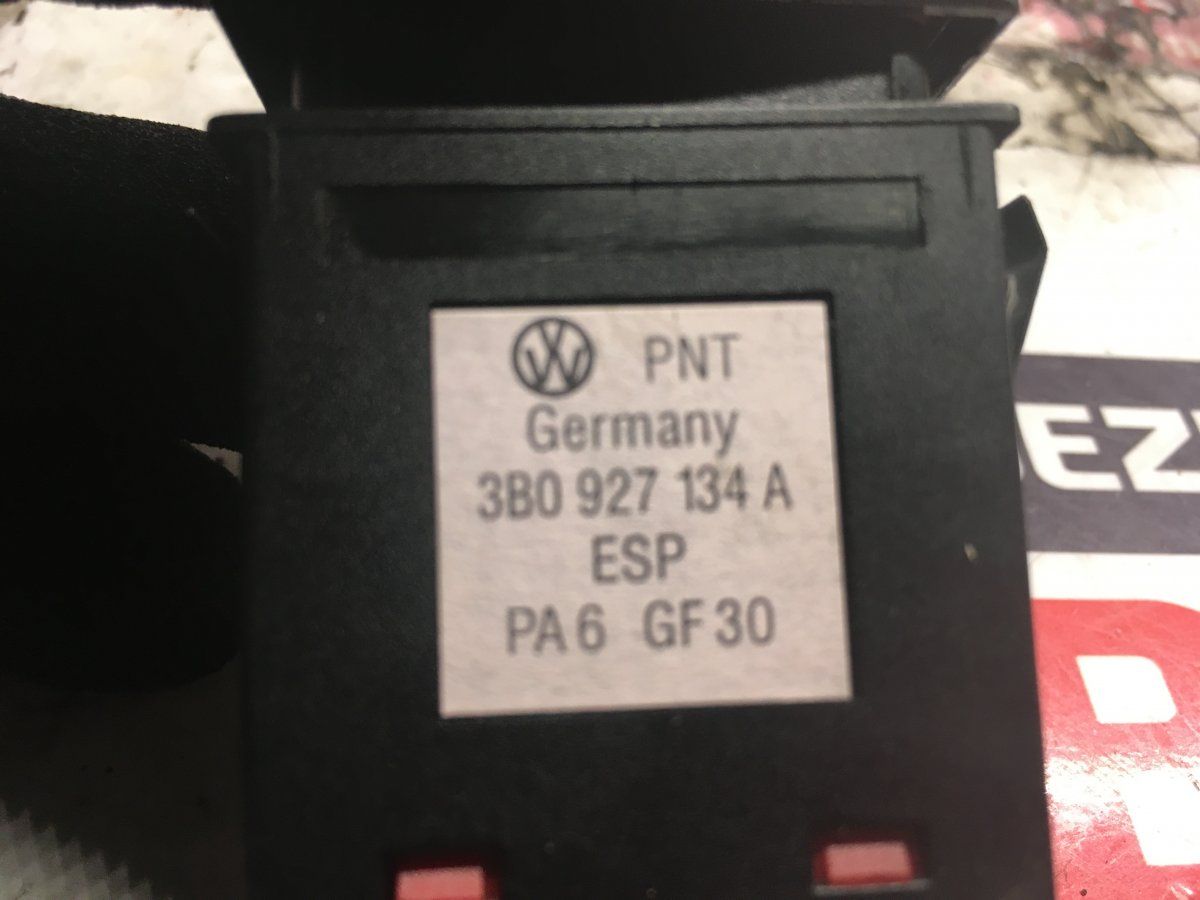 PNT
Germany
3B0 927 134 A
ESP
PA6 GF30